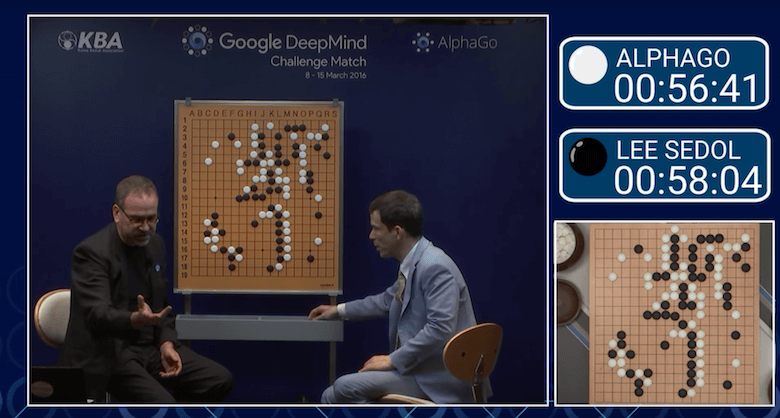 KBA
Google DeepMind
Challenge Match
8 - 15 March 2016
AlphaGo
ABCDEFGHIJKLMNOPQRS
1
2
3
4
5
6
7
8
9
10
11
12
13
14
15
16
17
18
19
ALPHAGO
00:56:41
LEE SEDOL
00:58:04